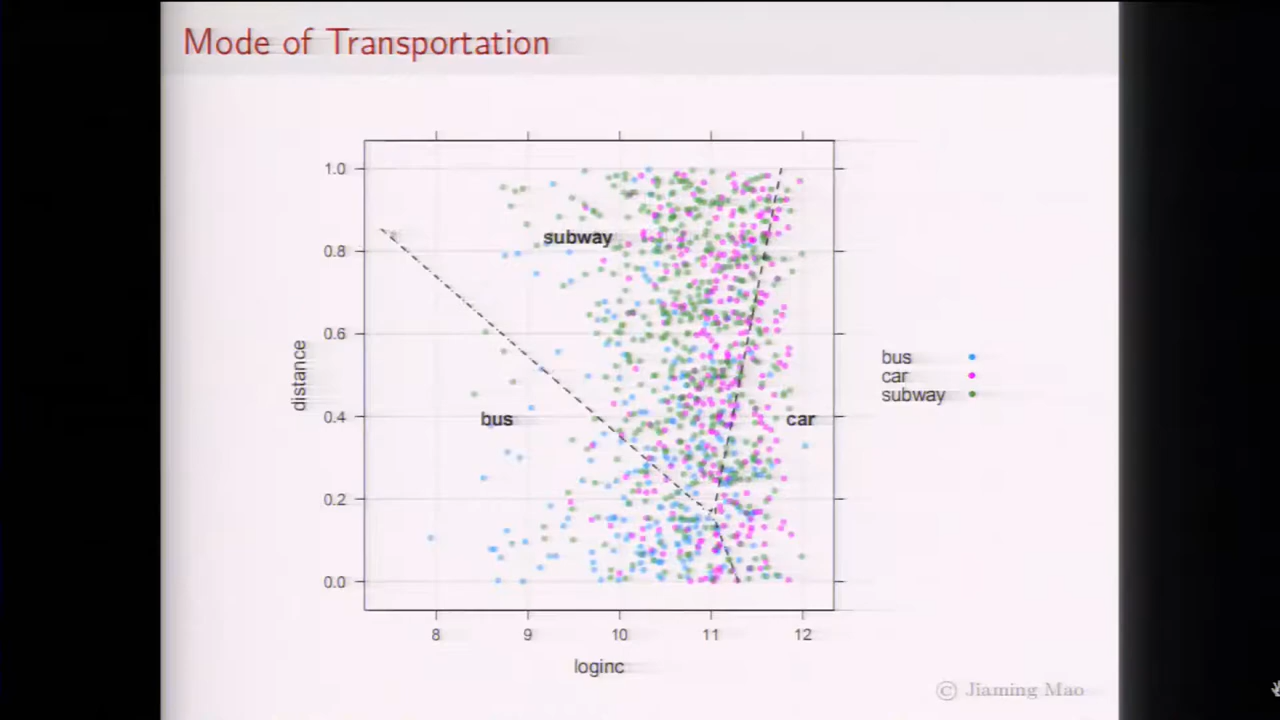 Mode of Transportation
1.0
0.8
0.6
0.4
0.2
0.0
distance
subway
bus
car
8 9 10 11 12
loginc
bus
car
subway
© Jiaming Mao